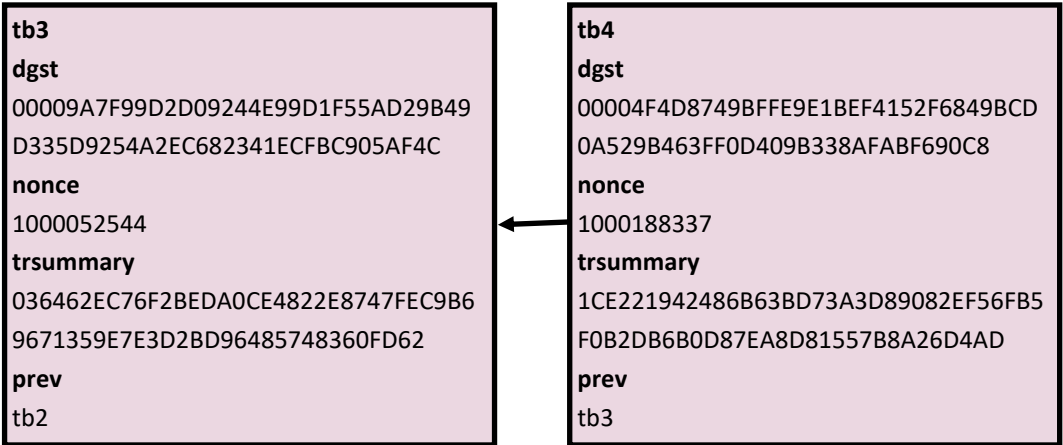 tb3
dgst
00009A7F99D2D09244E99D1F55AD29B49
D335D9254A2EC682341ECFBC905AF4C
nonce
1000052544
trsummary
036462EC76F2BEDA0CE4822E8747FEC9B6
9671359E7E3D2BD96485748360FD62
prev
tb2
tb4
dgst
00004F4D8749BFFE9E1BEF4152F6849BCD
0A529B463FF0D409B338AFABF690C8
nonce
1000188337
trsummary
1CE221942486B63BD73A3D89082EF56FB5
F0B2DB6B0D87EA8D81557B8A26D4AD
prev
tb3